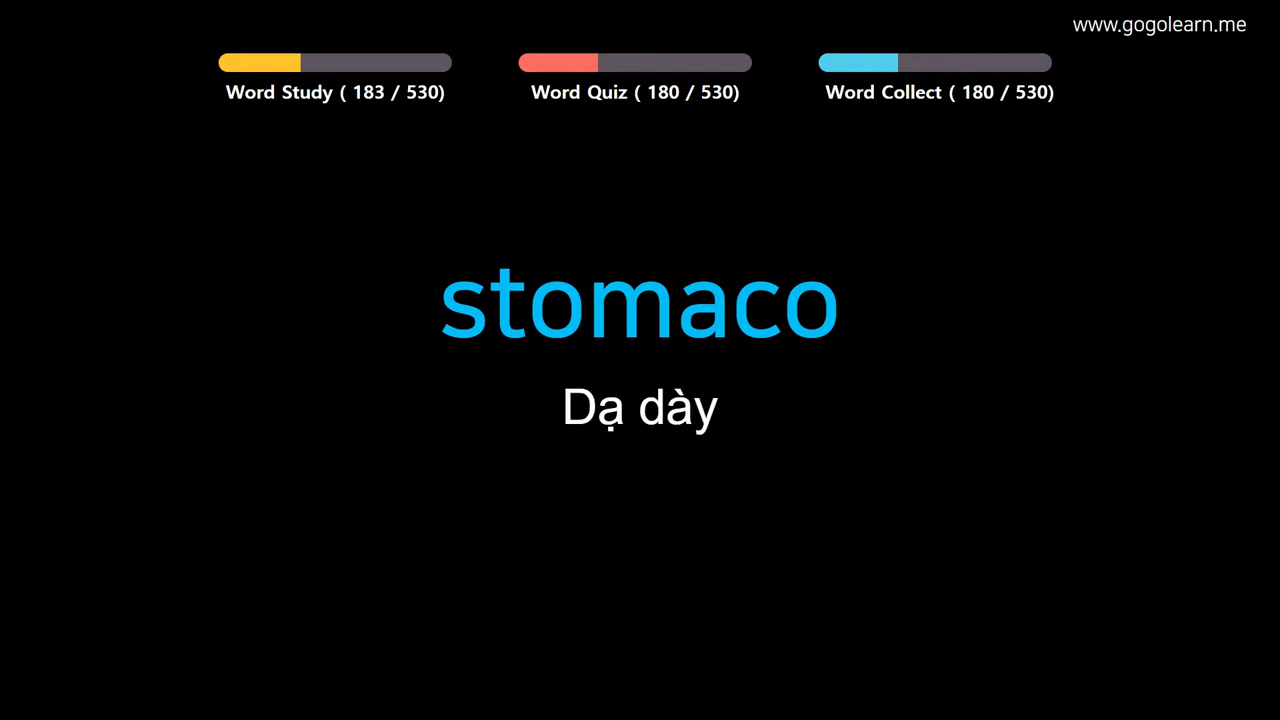 www.gogolearn.me
Word Study ( 183 / 530)
Word Quiz ( 180 / 530)
Word Collect ( 180 / 530)
stomaco
Dạ dày